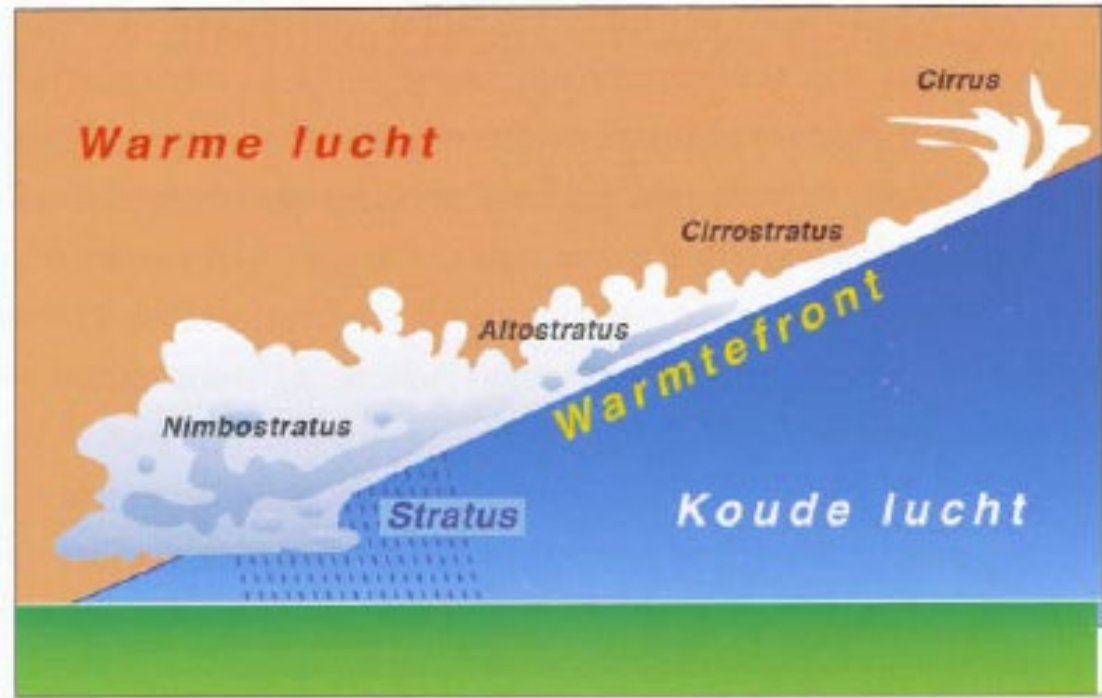 Cirrus
Warme lucht
Cirrostratus
Altostratus
Warmtefront
Nimbostratus
Stratus
Koude lucht